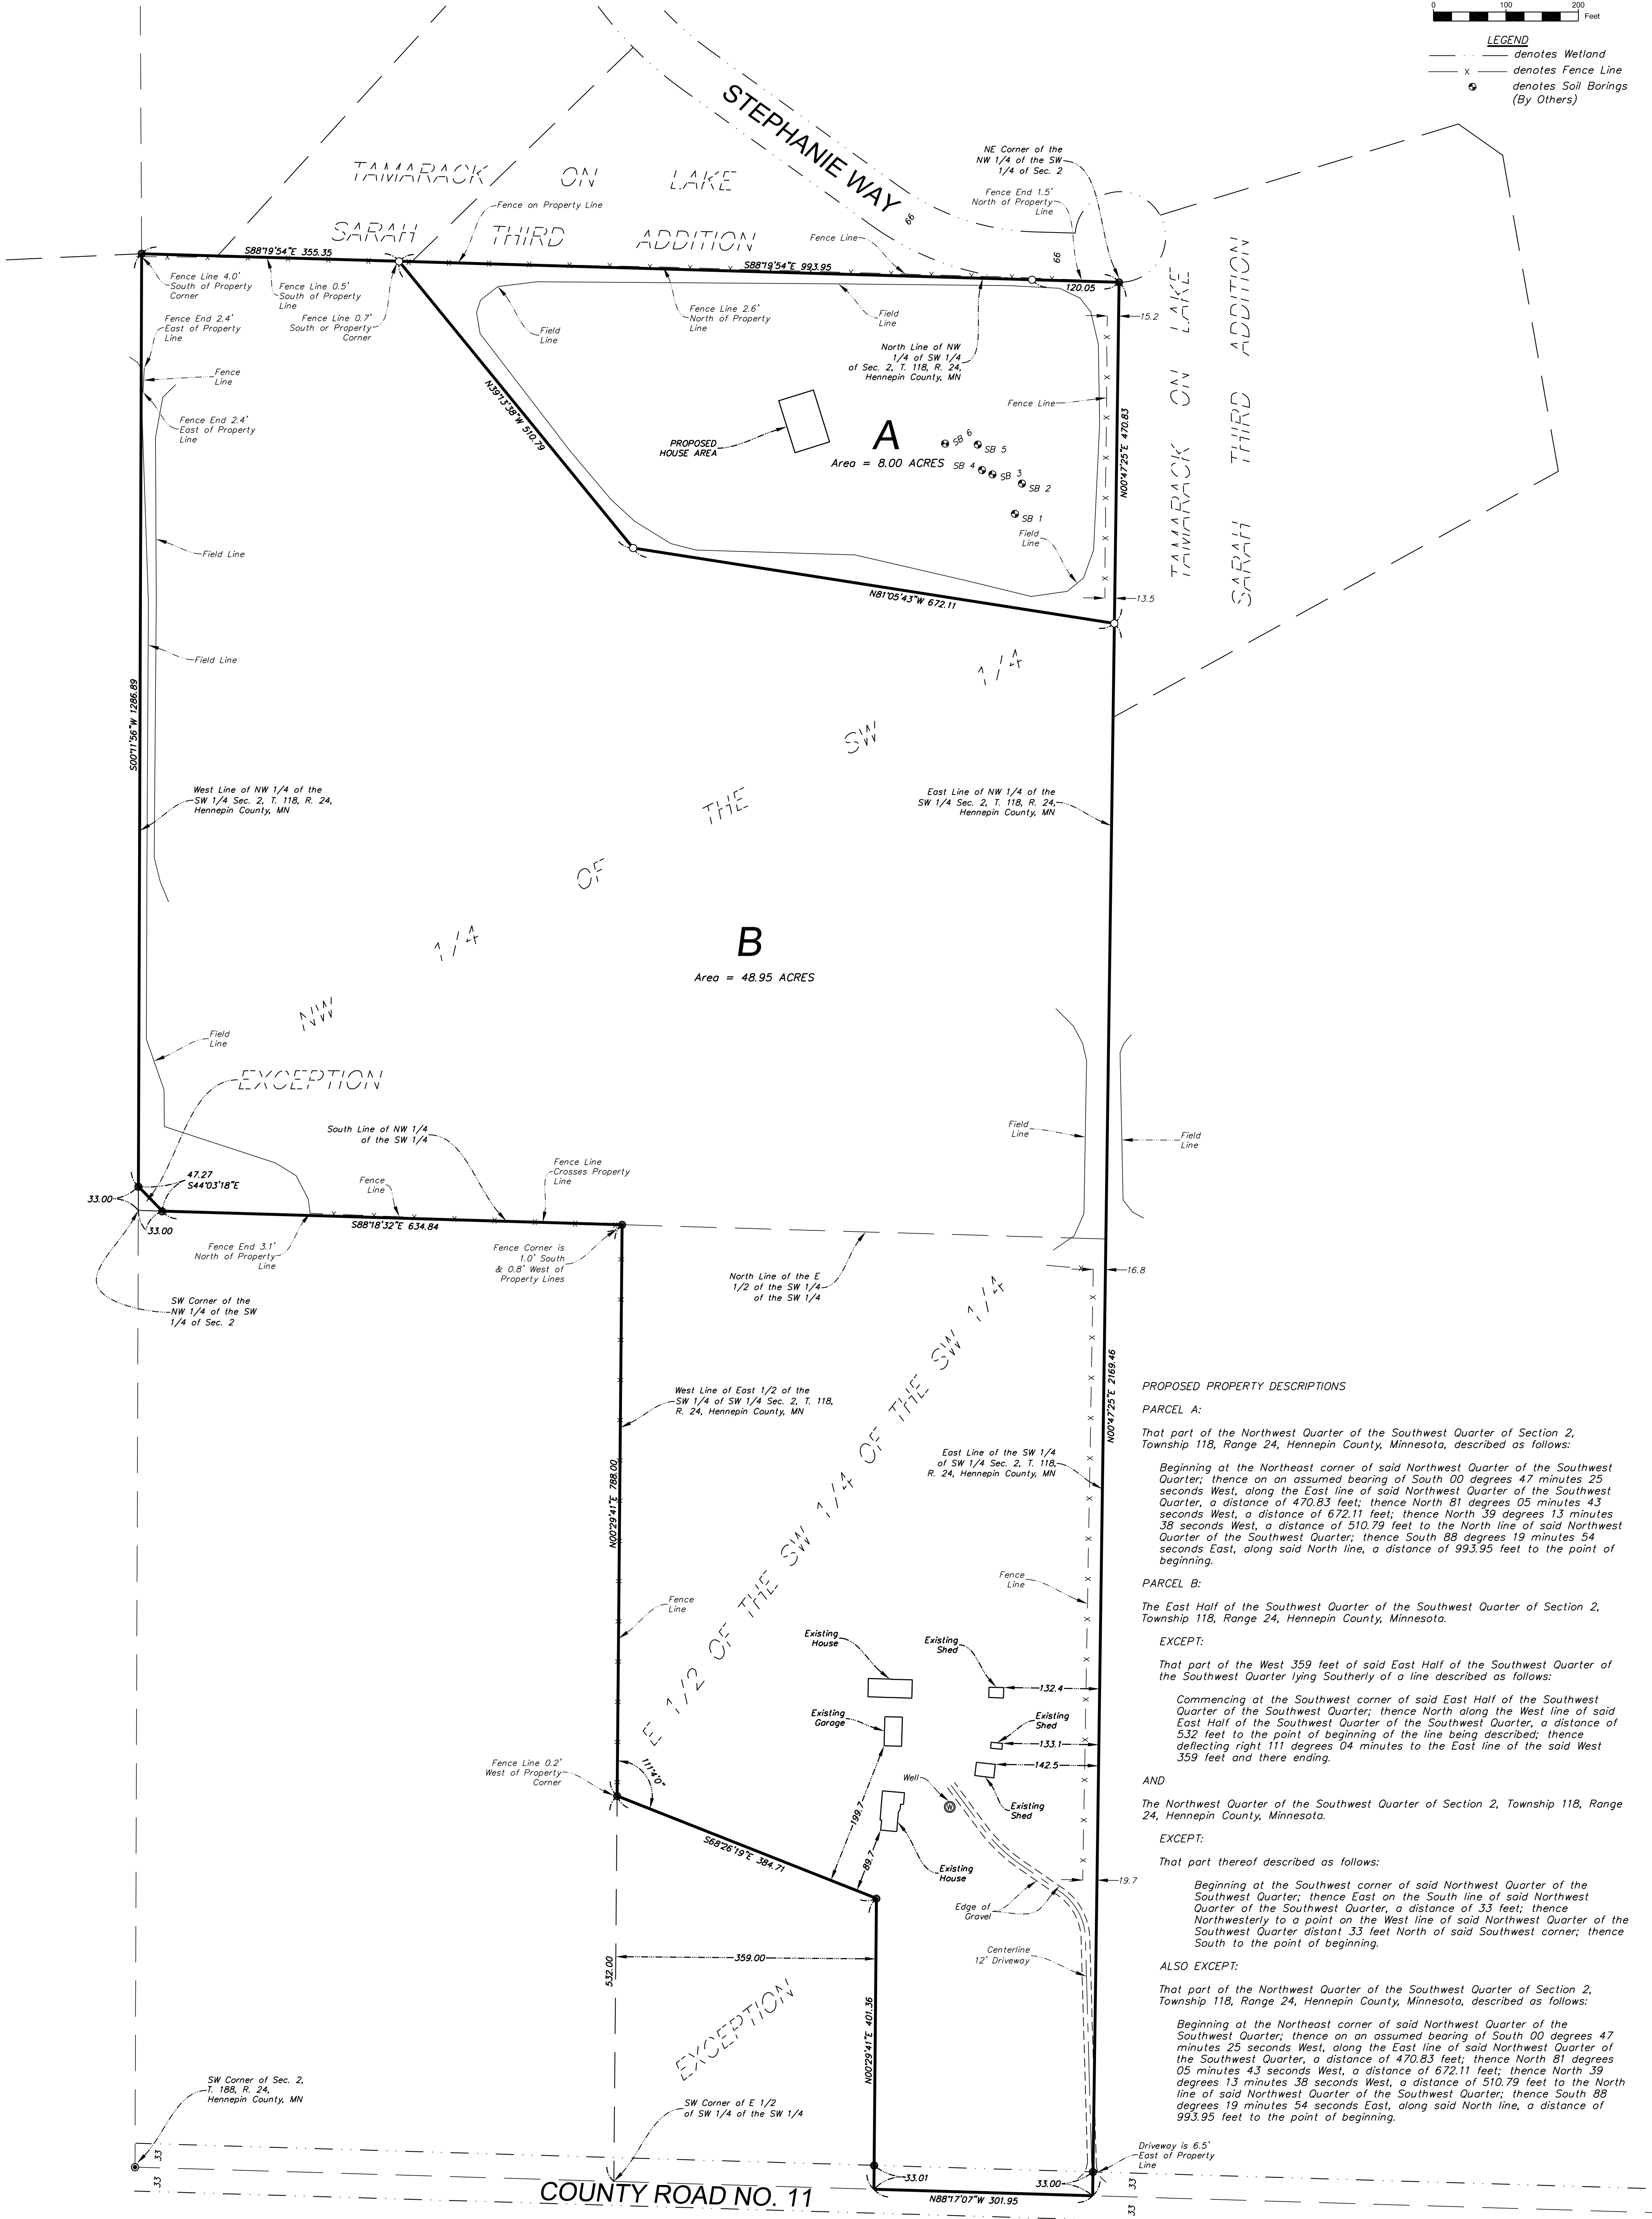 0 100 200
Feet
LEGEND
denotes Wetland
x denotes Fence Line
denotes Soil Borings
(By Others)
STEPHANIE WAY
66
66
TAMARACK ON LAKE
SARAH THIRD ADDITION
NE Corner of the
NW 1/4 of the SW
1/4 of Sec. 2
Fence End 1.5'
North of Property
Line
Fence on Property Line
Fence Line
S88°19'54"E 355.35
S88°19'54"E 993.95
120.05
Fence Line 4.0'
South of Property
Corner
Fence Line 0.5'
South of Property
Line
Fence Line 0.7'
South or Property
Corner
Fence End 2.4'
East of Property
Line
Fence
Line
Fence End 2.4'
East of Property
Line
Field
Line
Fence Line 2.6'
North of Property
Line
Field
Line
North Line of NW
1/4 of SW 1/4
of Sec. 2, T. 118, R. 24,
Hennepin County, MN
15.2
Fence Line
N39°13'38"W 510.79
PROPOSED
HOUSE AREA
A
Area = 8.00 ACRES
SB 6
SB 5
SB 4
SB 3
SB 2
SB 1
Field
Line
N00°47'25"E 470.83
13.5
TAMARACK ON LAKE
SARAH THIRD ADDITION
N81°05'43"W 672.11
Field Line
Field Line
S00°11'56"W 1286.89
West Line of NW 1/4 of the
SW 1/4 Sec. 2, T. 118, R. 24,
Hennepin County, MN
East Line of NW 1/4 of the
SW 1/4 Sec. 2, T. 118, R. 24,
Hennepin County, MN
NW 1/4 OF THE SW 1/4
B
Area = 48.95 ACRES
Field
Line
EXCEPTION
South Line of NW 1/4
of the SW 1/4
Fence Line
Crosses Property
Line
Fence
Line
Field
Line
Field
Line
47.27
S44°03'18"E
33.00
33.00
S88°18'32"E 634.84
Fence End 3.1'
North of Property
Line
Fence Corner is
1.0' South
& 0.8' West of
Property Lines
North Line of the E
1/2 of the SW 1/4
of the SW 1/4
16.8
SW Corner of the
NW 1/4 of the SW
1/4 of Sec. 2
West Line of East 1/2 of the
SW 1/4 of SW 1/4 Sec. 2, T. 118,
R. 24, Hennepin County, MN
N00°29'41"E 788.00
E 1/2 OF THE SW 1/4 OF THE SW 1/4
East Line of the SW 1/4
of SW 1/4 Sec. 2, T. 118,
R. 24, Hennepin County, MN
N00°47'25"E 2169.46
Fence
Line
Fence
Line
Existing
House
Existing
Shed
132.4
Existing
Garage
Existing
Shed
133.1
142.5
Fence Line 0.2'
West of Property
Corner
111°4'0"
Well
W
Existing
Shed
199.7
89.7
Existing
House
S68°26'19"E 384.71
19.7
Edge of
Gravel
Centerline
12' Driveway
359.00
532.00
EXCEPTION
N00°29'41"E 401.36
SW Corner of Sec. 2,
T. 188, R. 24,
Hennepin County, MN
SW Corner of E 1/2
of SW 1/4 of the SW 1/4
Driveway is 6.5'
East of Property
Line
33
33
33.01
33.00
33
33
COUNTY ROAD NO. 11
N88°17'07"W 301.95
PROPOSED PROPERTY DESCRIPTIONS
PARCEL A:
That part of the Northwest Quarter of the Southwest Quarter of Section 2,
Township 118, Range 24, Hennepin County, Minnesota, described as follows:
Beginning at the Northeast corner of said Northwest Quarter of the Southwest
Quarter; thence on an assumed bearing of South 00 degrees 47 minutes 25
seconds West, along the East line of said Northwest Quarter of the Southwest
Quarter, a distance of 470.83 feet; thence North 81 degrees 05 minutes 43
seconds West, a distance of 672.11 feet; thence North 39 degrees 13 minutes
38 seconds West, a distance of 510.79 feet to the North line of said Northwest
Quarter of the Southwest Quarter; thence South 88 degrees 19 minutes 54
seconds East, along said North line, a distance of 993.95 feet to the point of
beginning.
PARCEL B:
The East Half of the Southwest Quarter of the Southwest Quarter of Section 2,
Township 118, Range 24, Hennepin County, Minnesota.
EXCEPT:
That part of the West 359 feet of said East Half of the Southwest Quarter of
the Southwest Quarter lying Southerly of a line described as follows:
Commencing at the Southwest corner of said East Half of the Southwest
Quarter of the Southwest Quarter; thence North along the West line of said
East Half of the Southwest Quarter of the Southwest Quarter, a distance of
532 feet to the point of beginning of the line being described; thence
deflecting right 111 degrees 04 minutes to the East line of the said West
359 feet and there ending.
AND
The Northwest Quarter of the Southwest Quarter of Section 2, Township 118, Range
24, Hennepin County, Minnesota.
EXCEPT:
That part thereof described as follows:
Beginning at the Southwest corner of said Northwest Quarter of the
Southwest Quarter; thence East on the South line of said Northwest
Quarter of the Southwest Quarter, a distance of 33 feet; thence
Northwesterly to a point on the West line of said Northwest Quarter of the
Southwest Quarter distant 33 feet North of said Southwest corner; thence
South to the point of beginning.
ALSO EXCEPT:
That part of the Northwest Quarter of the Southwest Quarter of Section 2,
Township 118, Range 24, Hennepin County, Minnesota, described as follows:
Beginning at the Northeast corner of said Northwest Quarter of the
Southwest Quarter; thence on an assumed bearing of South 00 degrees 47
minutes 25 seconds West, along the East line of said Northwest Quarter of
the Southwest Quarter, a distance of 470.83 feet; thence North 81 degrees
05 minutes 43 seconds West, a distance of 672.11 feet; thence North 39
degrees 13 minutes 38 seconds West, a distance of 510.79 feet to the North
line of said Northwest Quarter of the Southwest Quarter; thence South 88
degrees 19 minutes 54 seconds East, along said North line, a distance of
993.95 feet to the point of beginning.